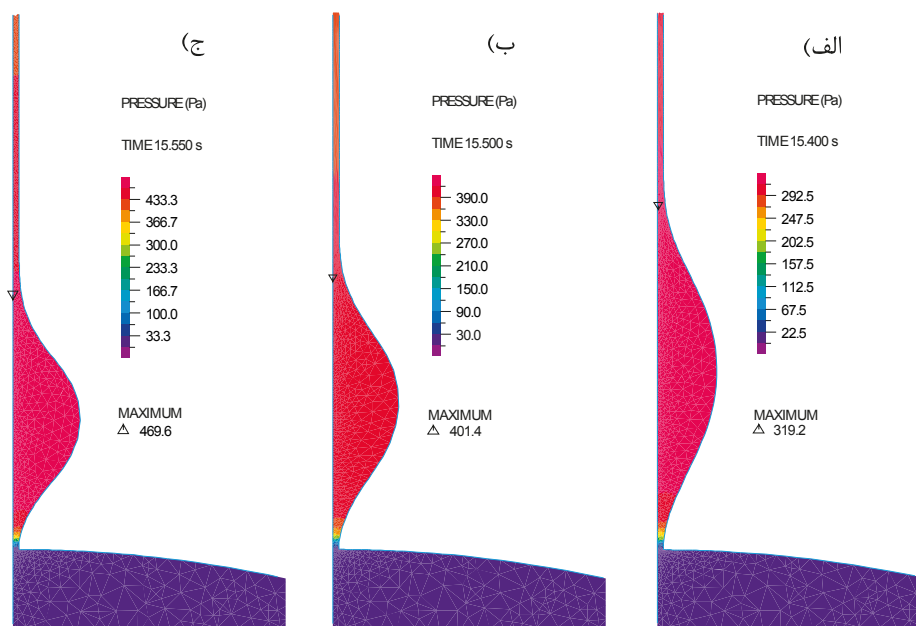 ج)
PRESSURE (Pa)
TIME 15.550 s
433.3
366.7
300.0
233.3
166.7
100.0
33.3
MAXIMUM
469.6
ب)
PRESSURE (Pa)
TIME 15.500 s
390.0
330.0
270.0
210.0
150.0
90.0
30.0
MAXIMUM
401.4
الف)
PRESSURE (Pa)
TIME 15.400 s
292.5
247.5
202.5
157.5
112.5
67.5
22.5
MAXIMUM
319.2